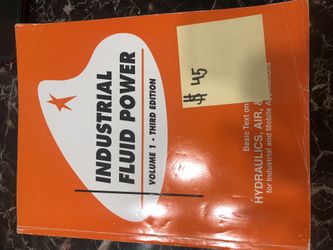 INDUSTRIAL
FLUID POWER
VOLUME 1 - THIRD EDITION
$ 45
Basic Text on
HYDRAULICS, AIR, &
for Industrial and Mobile Applications